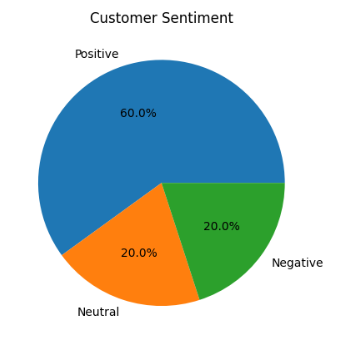 Customer Sentiment
Positive
60.0%
20.0%
20.0%
Negative
Neutral